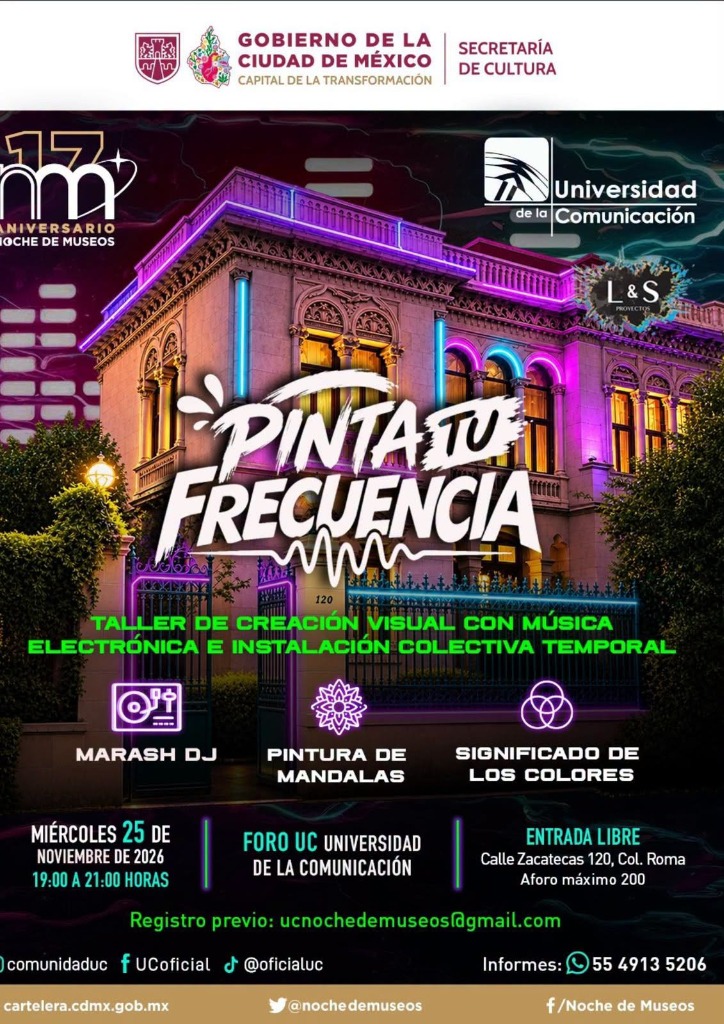 GOBIERNO DE LA
CIUDAD DE MÉXICO
CAPITAL DE LA TRANSFORMACIÓN
SECRETARÍA
DE CULTURA
17
nm
ANIVERSARIO
NOCHE DE MUSEOS
Universidad
de la Comunicación
L & S
PROYECTOS
PINTA TU
FRECUENCIA
120
TALLER DE CREACIÓN VISUAL CON MÚSICA
ELECTRÓNICA E INSTALACIÓN COLECTIVA TEMPORAL
MARASH DJ
PINTURA DE
MANDALAS
SIGNIFICADO DE
LOS COLORES
MIÉRCOLES 25 DE
NOVIEMBRE DE 2026
19:00 A 21:00 HORAS
FORO UC UNIVERSIDAD
DE LA COMUNICACIÓN
ENTRADA LIBRE
Calle Zacatecas 120, Col. Roma
Aforo máximo 200
Registro previo: ucnochedemuseos@gmail.com
comunidaduc
UCoficial
@oficialuc
Informes: 55 4913 5206
cartelera.cdmx.gob.mx
@nochedemuseos
/Noche de Museos